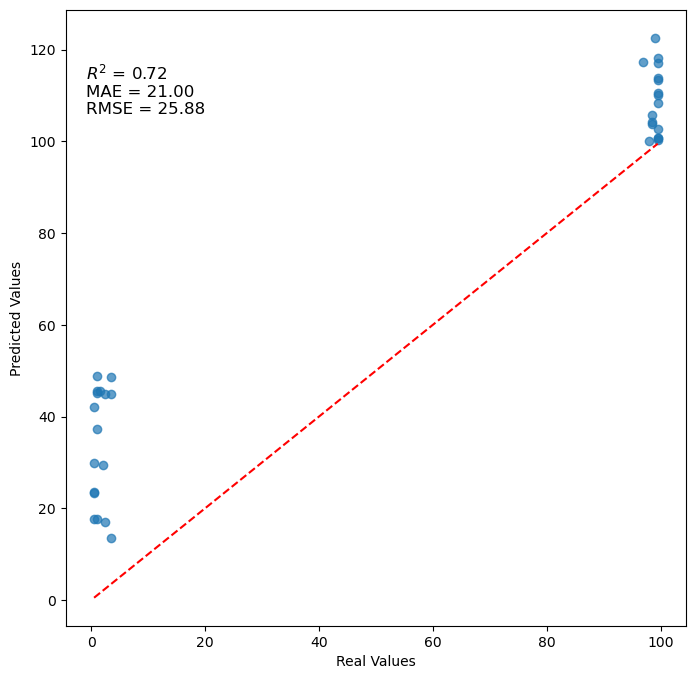 R² = 0.72
MAE = 21.00
RMSE = 25.88
120
100
80
60
40
20
0
Predicted Values
0 20 40 60 80 100
Real Values